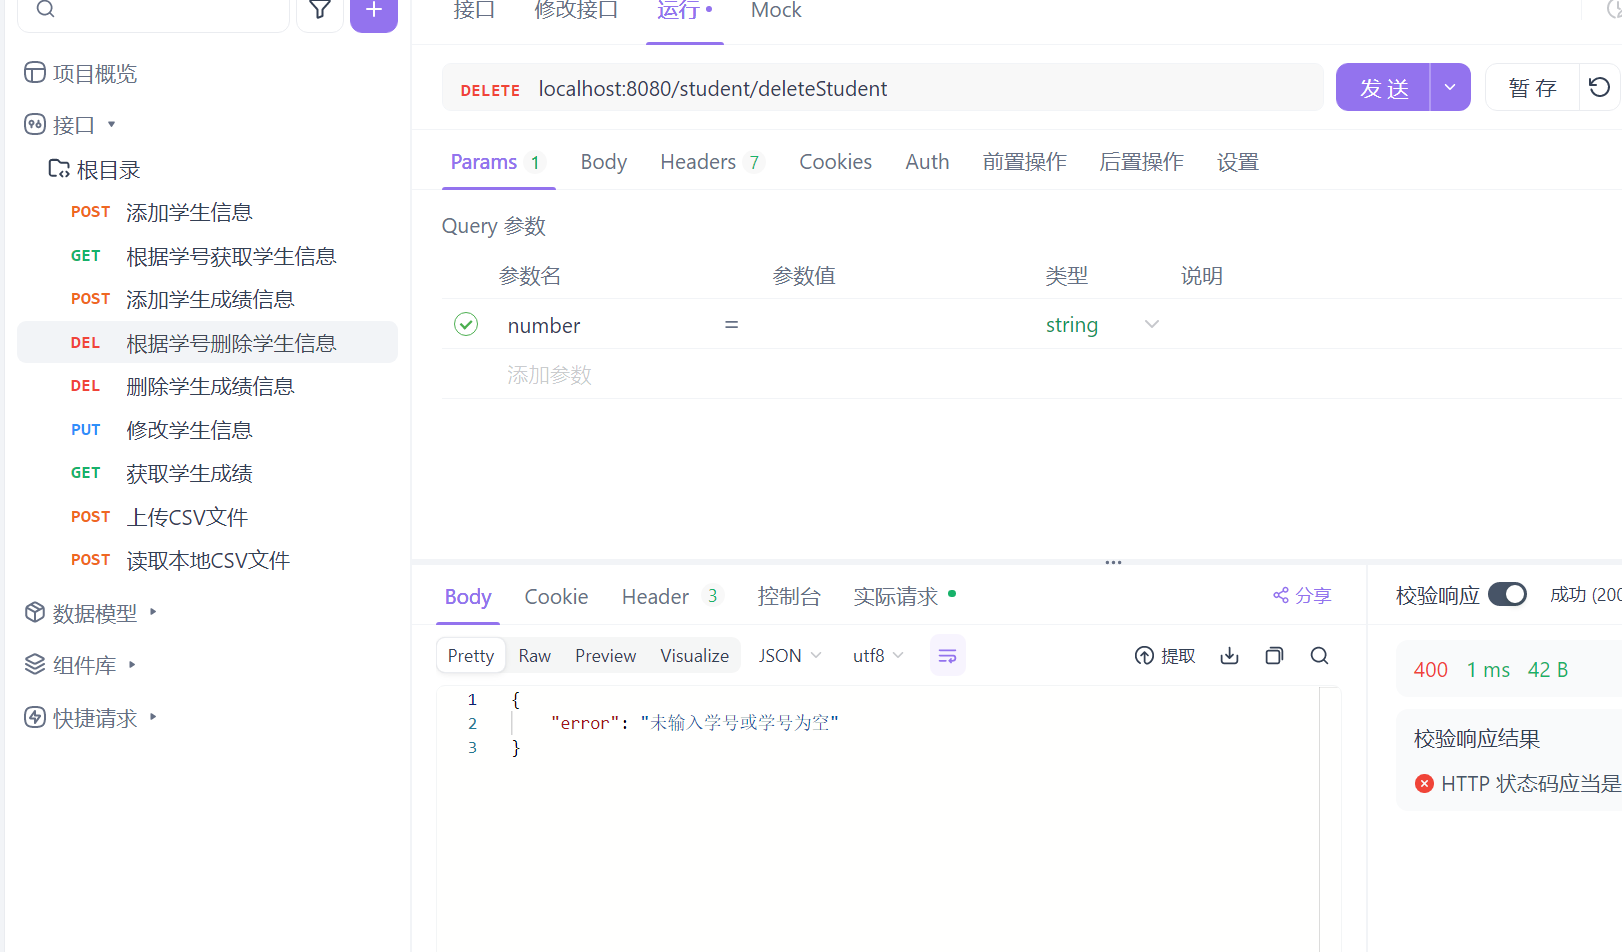 接口 修改接口 运行 Mock
项目概览
接口
根目录
POST 添加学生信息
GET 根据学号获取学生信息
POST 添加学生成绩信息
DEL 根据学号删除学生信息
DEL 删除学生成绩信息
PUT 修改学生信息
GET 获取学生成绩
POST 上传CSV文件
POST 读取本地CSV文件
数据模型
组件库
快捷请求
DELETE localhost:8080/student/deleteStudent
发 送
暂 存
Params 1 Body Headers 7 Cookies Auth 前置操作 后置操作 设置
Query 参数
参数名 参数值 类型 说明
number = string
添加参数
Body Cookie Header 3 控制台 实际请求
分享
Pretty Raw Preview Visualize JSON utf8
提取
1 {
2 "error": "未输入学号或学号为空"
3 }
校验响应 成功 (200
400 1 ms 42 B
校验响应结果
HTTP 状态码应当是